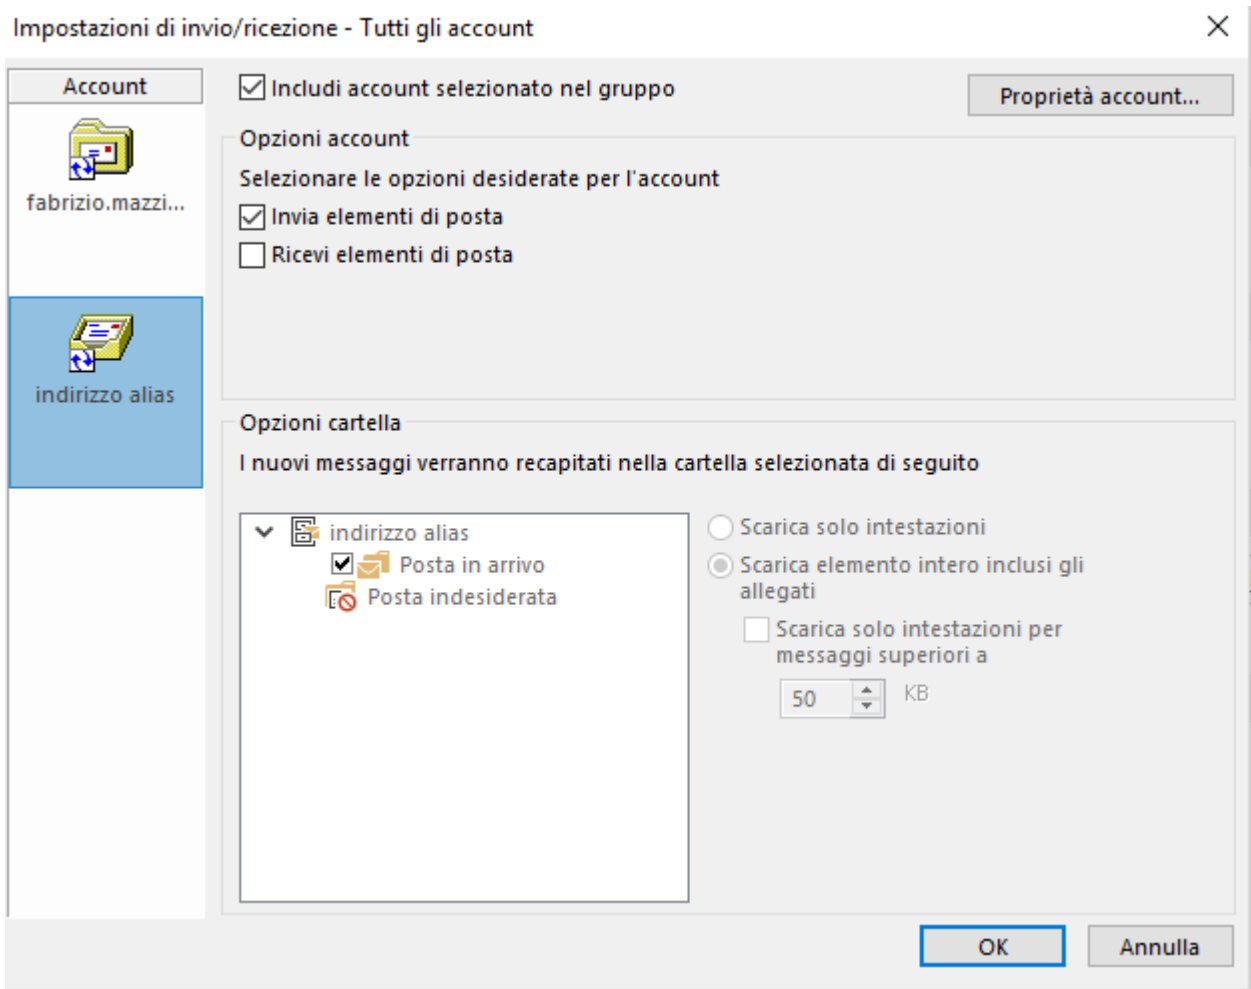 Impostazioni di invio/ricezione - Tutti gli account
Account
fabrizio.mazzi...
indirizzo alias
Includi account selezionato nel gruppo
Proprietà account...
Opzioni account
Selezionare le opzioni desiderate per l'account
Invia elementi di posta
Ricevi elementi di posta
Opzioni cartella
I nuovi messaggi verranno recapitati nella cartella selezionata di seguito
indirizzo alias
Posta in arrivo
Posta indesiderata
Scarica solo intestazioni
Scarica elemento intero inclusi gli
allegati
Scarica solo intestazioni per
messaggi superiori a
50 KB
OK
Annulla